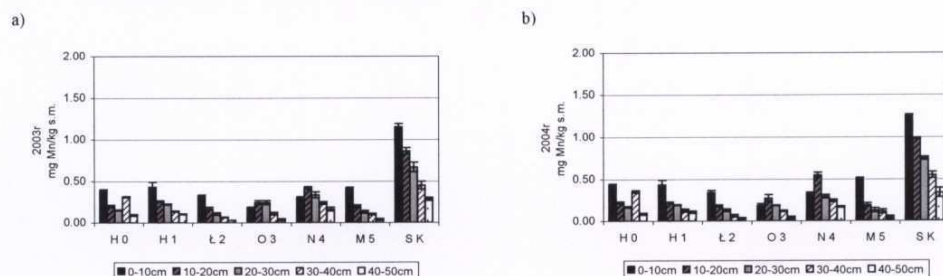 a)
2003r
mg Mn/kg s.m.
2.00
1.50
1.00
0.50
0.00
H 0 H 1 Ł 2 O 3 N 4 M 5 S K
0-10cm 10-20cm 20-30cm 30-40cm 40-50cm
b)
2004r
mg Mn/kg s.m.
2.00
1.50
1.00
0.50
0.00
H 0 H 1 Ł 2 O 3 N 4 M 5 S K
0-10cm 10-20cm 20-30cm 30-40cm 40-50cm